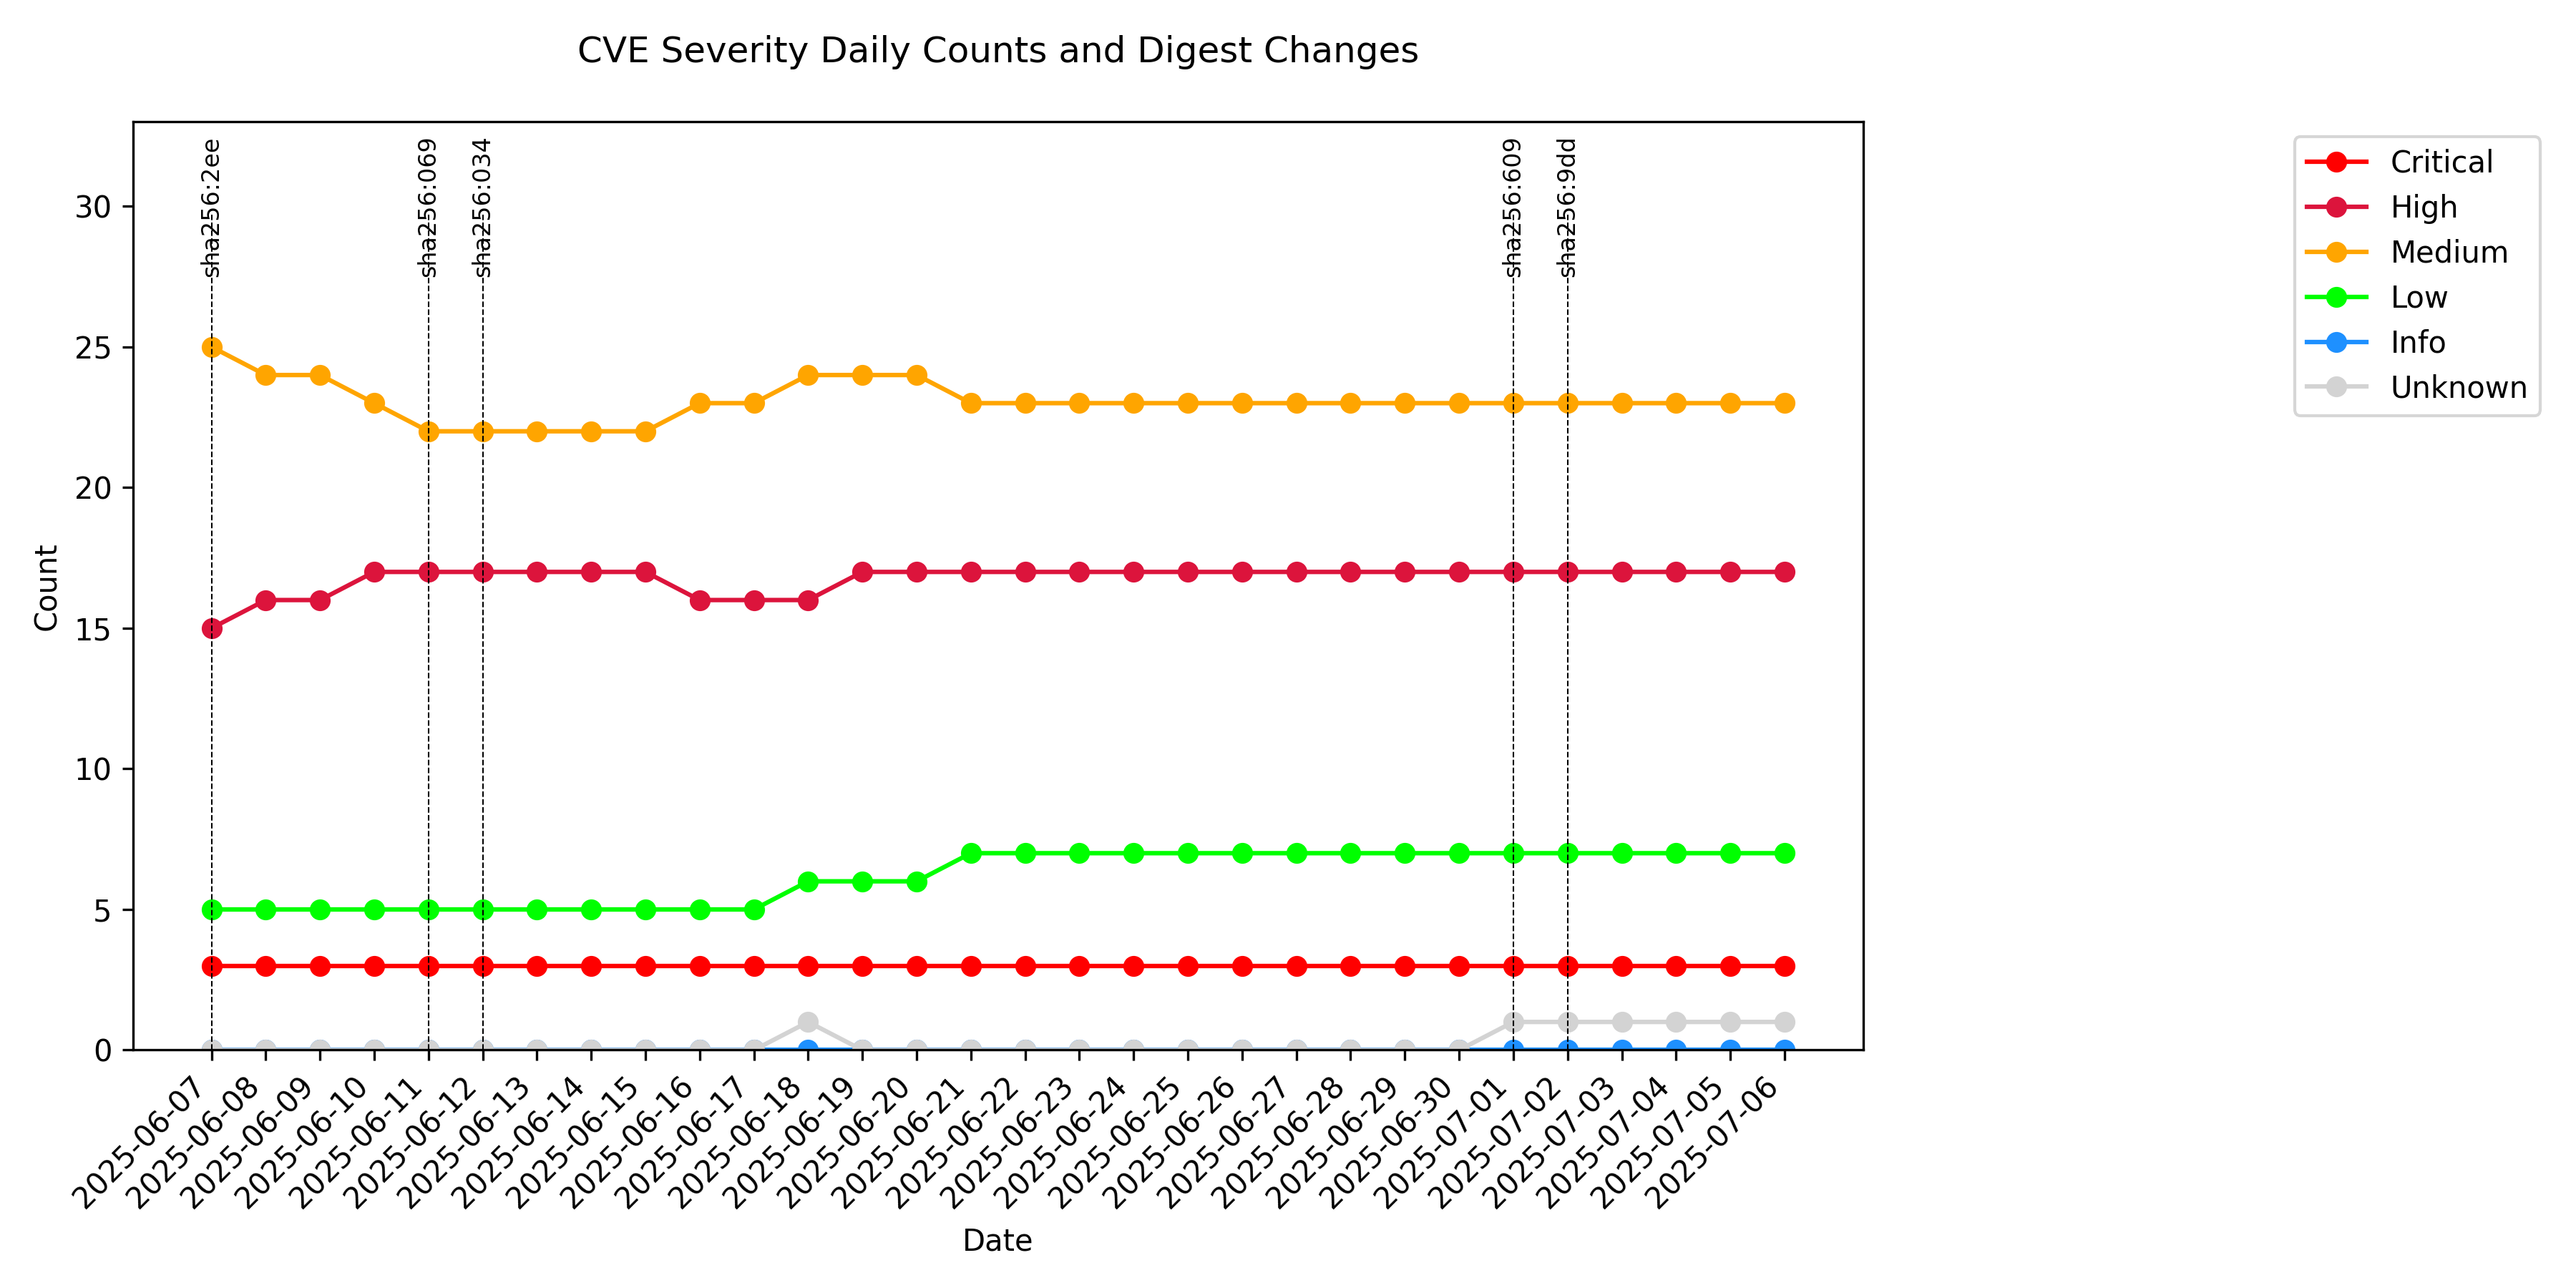 CVE Severity Daily Counts and Digest Changes
sha256:2ee
sha256:069
sha256:034
sha256:609
sha256:9dd
Critical
High
Medium
Low
Info
Unknown
30
25
20
15
10
5
0
Count
2025-06-07
2025-06-08
2025-06-09
2025-06-10
2025-06-11
2025-06-12
2025-06-13
2025-06-14
2025-06-15
2025-06-16
2025-06-17
2025-06-18
2025-06-19
2025-06-20
2025-06-21
2025-06-22
2025-06-23
2025-06-24
2025-06-25
2025-06-26
2025-06-27
2025-06-28
2025-06-29
2025-06-30
2025-07-01
2025-07-02
2025-07-03
2025-07-04
2025-07-05
2025-07-06
Date